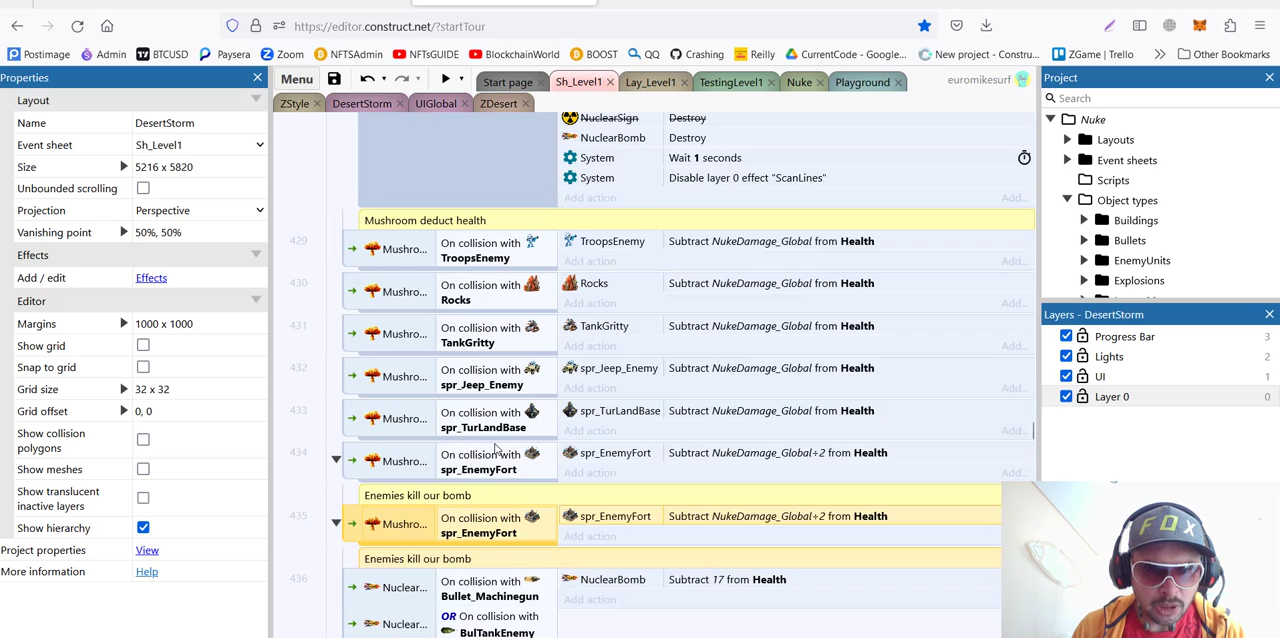 https://editor.construct.net/?startTour
Postimage
Admin
BTCUSD
Paysera
Zoom
NFTSAdmin
NFTsGUIDE
BlockchainWorld
BOOST
QQ
Crashing
Reilly
CurrentCode - Google...
New project - Constru...
ZGame | Trello
Other Bookmarks
Properties
Menu
Start page
Sh_Level1
Lay_Level1
TestingLevel1
Nuke
Playground
euromikesurf
ZStyle
DesertStorm
UIGlobal
ZDesert
Layout
Name DesertStorm
Event sheet Sh_Level1
Size 5216 x 5820
Unbounded scrolling
Projection Perspective
Vanishing point 50%, 50%
Effects
Add / edit Effects
Editor
Margins 1000 x 1000
Show grid
Snap to grid
Grid size 32 x 32
Grid offset 0, 0
Show collision
polygons
Show meshes
Show translucent
inactive layers
Show hierarchy
Project properties View
More information Help
NuclearSign Destroy
NuclearBomb Destroy
System Wait 1 seconds
System Disable layer 0 effect "ScanLines"
Add action Add...
Mushroom deduct health
429 Mushro... On collision with TroopsEnemy TroopsEnemy Subtract NukeDamage_Global from Health
Add action Add...
430 Mushro... On collision with Rocks Rocks Subtract NukeDamage_Global from Health
Add action Add...
431 Mushro... On collision with TankGritty TankGritty Subtract NukeDamage_Global from Health
Add action Add...
432 Mushro... On collision with spr_Jeep_Enemy spr_Jeep_Enemy Subtract NukeDamage_Global from Health
Add action Add...
433 Mushro... On collision with spr_TurLandBase spr_TurLandBase Subtract NukeDamage_Global from Health
Add action Add...
434 Mushro... On collision with spr_EnemyFort spr_EnemyFort Subtract NukeDamage_Global÷2 from Health
Add action Add...
Enemies kill our bomb
435 Mushro... On collision with spr_EnemyFort spr_EnemyFort Subtract NukeDamage_Global÷2 from Health
Add action
Enemies kill our bomb
436 Nuclear... On collision with Bullet_Machinegun NuclearBomb Subtract 17 from Health
Add action
Nuclear... OR On collision with BulTankEnemy
Project
Search
Nuke
Layouts
Event sheets
Scripts
Object types
Buildings
Bullets
EnemyUnits
Explosions
Layers - DesertStorm
Progress Bar 3
Lights 2
UI 1
Layer 0 0
FOX